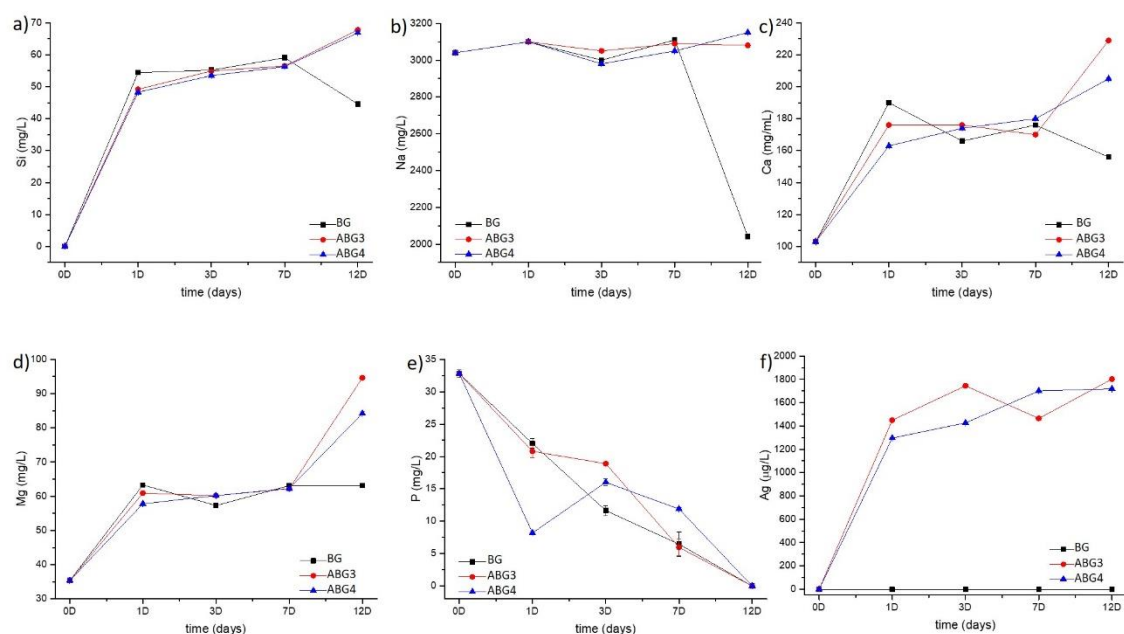 a)
70
60
50
40
30
20
10
0
Si (mg/L)
BG
ABG3
ABG4
0D 1D 3D 7D 12D
time (days)
b)
3200
3000
2800
2600
2400
2200
2000
Na (mg/L)
BG
ABG3
ABG4
0D 1D 3D 7D 12D
time (days)
c)
240
220
200
180
160
140
120
100
Ca (mg/mL)
BG
ABG3
ABG4
0D 1D 3D 7D 12D
time (days)
d)
100
90
80
70
60
50
40
30
Mg (mg/L)
BG
ABG3
ABG4
0D 1D 3D 7D 12D
time (days)
e)
35
30
25
20
15
10
5
0
P (mg/L)
BG
ABG3
ABG4
0D 1D 3D 7D 12D
time (days)
f)
2000
1800
1600
1400
1200
1000
800
600
400
200
0
Ag (µg/L)
BG
ABG3
ABG4
0D 1D 3D 7D 12D
time (days)